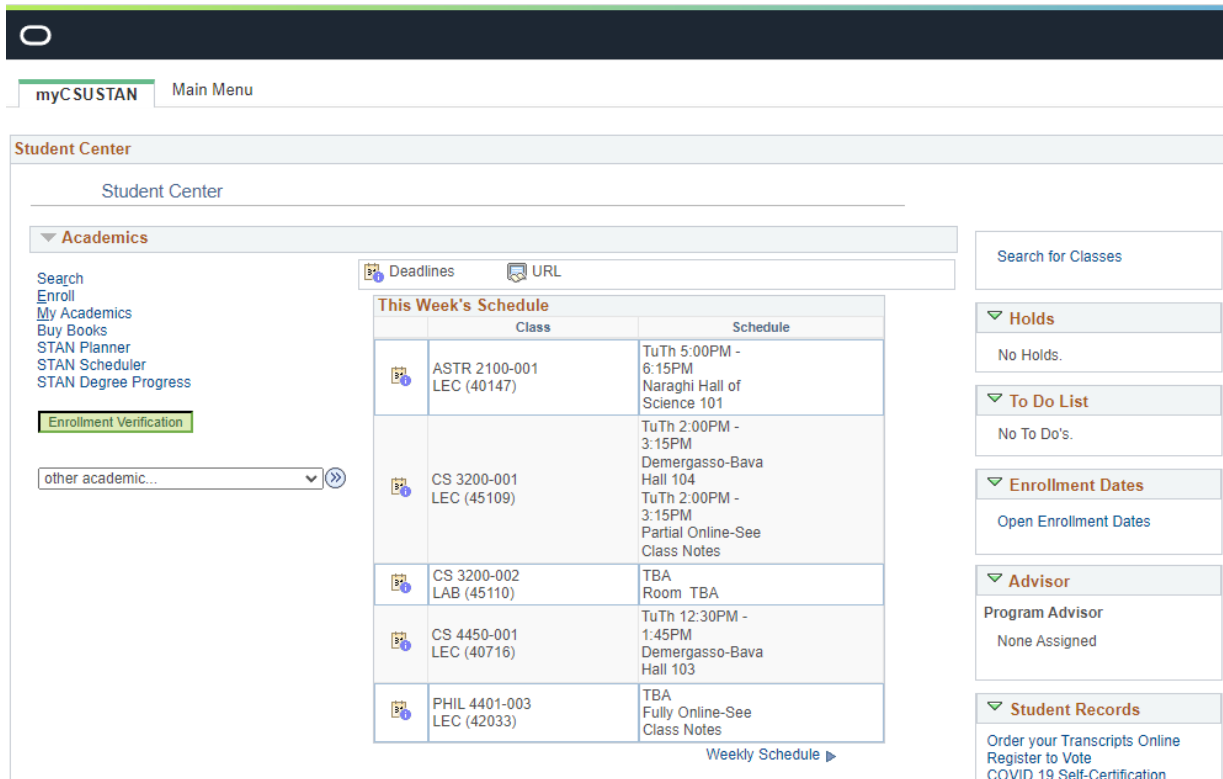 myCSUSTAN
Main Menu
Student Center
Student Center
Academics
Search
Enroll
My Academics
Buy Books
STAN Planner
STAN Scheduler
STAN Degree Progress
Enrollment Verification
other academic...
Deadlines
URL
This Week's Schedule
Class
Schedule
ASTR 2100-001
LEC (40147)
TuTh 5:00PM -
6:15PM
Naraghi Hall of
Science 101
CS 3200-001
LEC (45109)
TuTh 2:00PM -
3:15PM
Demergasso-Bava
Hall 104
TuTh 2:00PM -
3:15PM
Partial Online-See
Class Notes
CS 3200-002
LAB (45110)
TBA
Room TBA
CS 4450-001
LEC (40716)
TuTh 12:30PM -
1:45PM
Demergasso-Bava
Hall 103
PHIL 4401-003
LEC (42033)
TBA
Fully Online-See
Class Notes
Weekly Schedule
Search for Classes
Holds
No Holds.
To Do List
No To Do's.
Enrollment Dates
Open Enrollment Dates
Advisor
Program Advisor
None Assigned
Student Records
Order your Transcripts Online
Register to Vote
COVID 19 Self-Certification